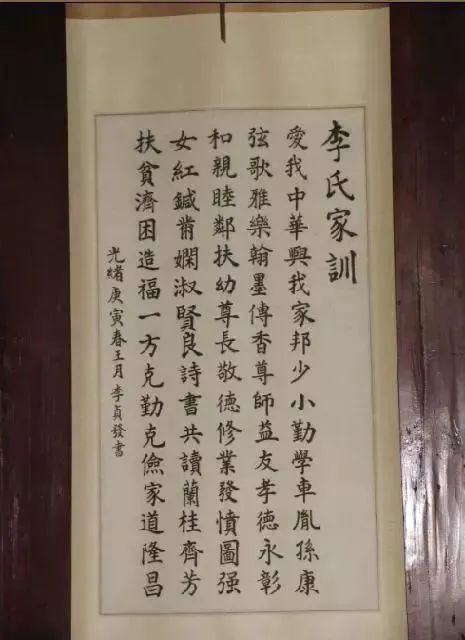 李氏家訓
愛我中華興我家邦少小勤學車胤孫康
弦歌雅樂翰墨傳香尊師益友孝德永彰
和親睦鄰扶幼尊長敬德修業發憤圖强
女紅鍼黹嫻淑賢良詩書共讀蘭桂齊芳
扶貧濟困造福一方克勤克儉家道隆昌
光緒庚寅春王月李貞發書